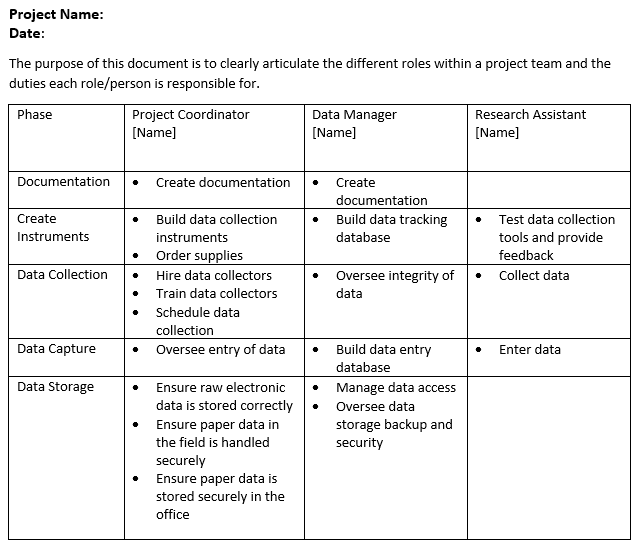 Project Name:
Date:
The purpose of this document is to clearly articulate the different roles within a project team and the
duties each role/person is responsible for.
Phase
Project Coordinator
[Name]
Data Manager
[Name]
Research Assistant
[Name]
Documentation
• Create documentation
• Create
documentation
Create
Instruments
• Build data collection
instruments
• Order supplies
• Build data tracking
database
• Test data collection
tools and provide
feedback
Data Collection
• Hire data collectors
• Train data collectors
• Schedule data
collection
• Oversee integrity of
data
• Collect data
Data Capture
• Oversee entry of data
• Build data entry
database
• Enter data
Data Storage
• Ensure raw electronic
data is stored correctly
• Ensure paper data in
the field is handled
securely
• Ensure paper data is
stored securely in the
office
• Manage data access
• Oversee data
storage backup and
security